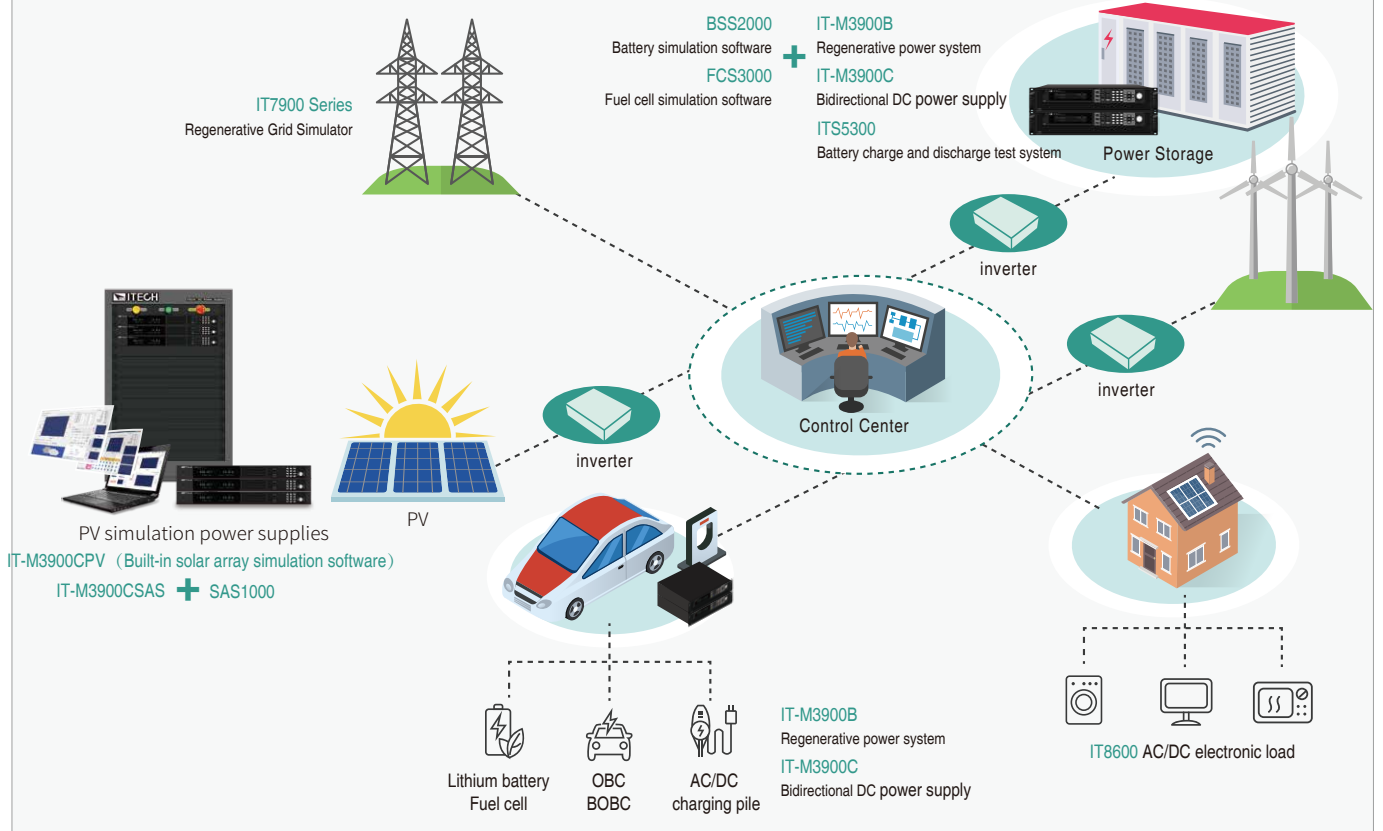 BSS2000
Battery simulation software
FCS3000
Fuel cell simulation software
IT-M3900B
Regenerative power system
IT-M3900C
Bidirectional DC power supply
ITS5300
Battery charge and discharge test system
Power Storage
IT7900 Series
Regenerative Grid Simulator
inverter
ITECH
inverter
Control Center
inverter
PV
PV simulation power supplies
IT-M3900CPV（Built-in solar array simulation software）
IT-M3900CSAS + SAS1000
Lithium battery
Fuel cell
OBC
BOBC
AC/DC
charging pile
IT-M3900B
Regenerative power system
IT-M3900C
Bidirectional DC power supply
IT8600 AC/DC electronic load